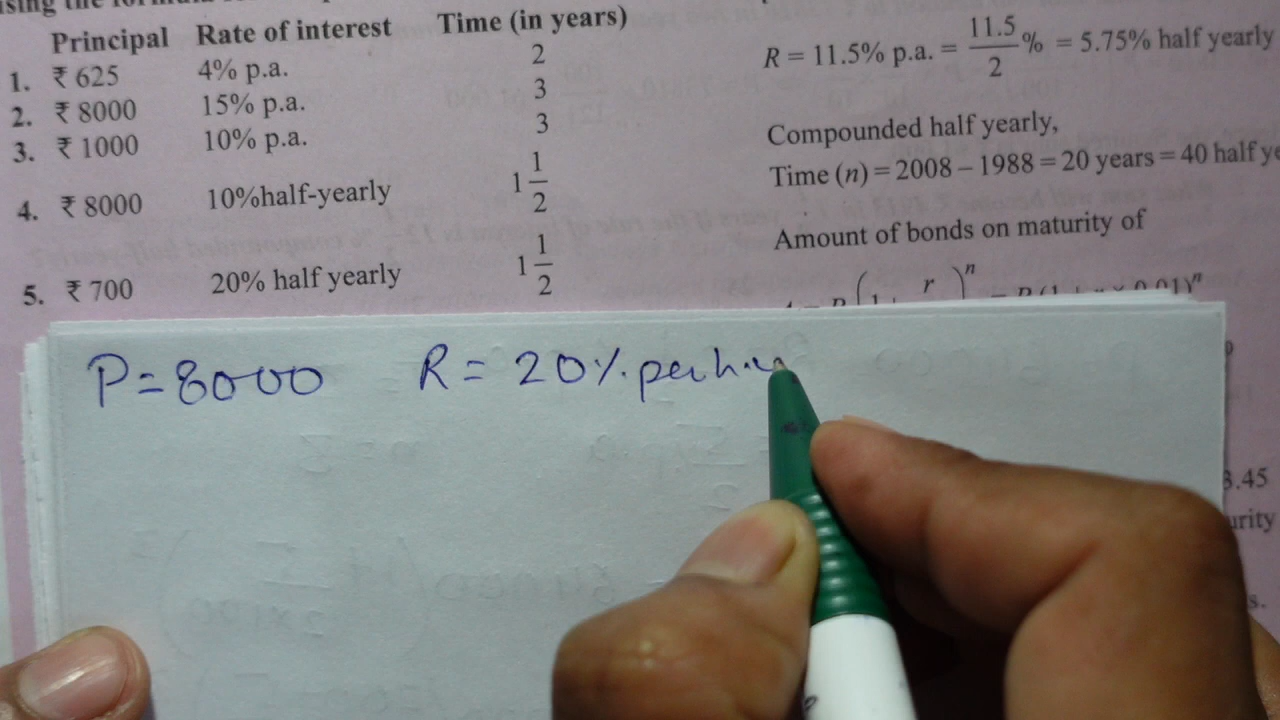 Principal Rate of interest Time (in years)
1. ₹ 625 4% p.a. 2
2. ₹ 8000 15% p.a. 3
3. ₹ 1000 10% p.a. 3
4. ₹ 8000 10%half-yearly 1 1/2
5. ₹ 700 20% half yearly 1 1/2
R = 11.5% p.a. = 11.5/2 % = 5.75% half yearly
Compounded half yearly,
Time (n) = 2008 – 1988 = 20 years = 40 half
Amount of bonds on maturity of
P=8000 R = 20%.
3.45